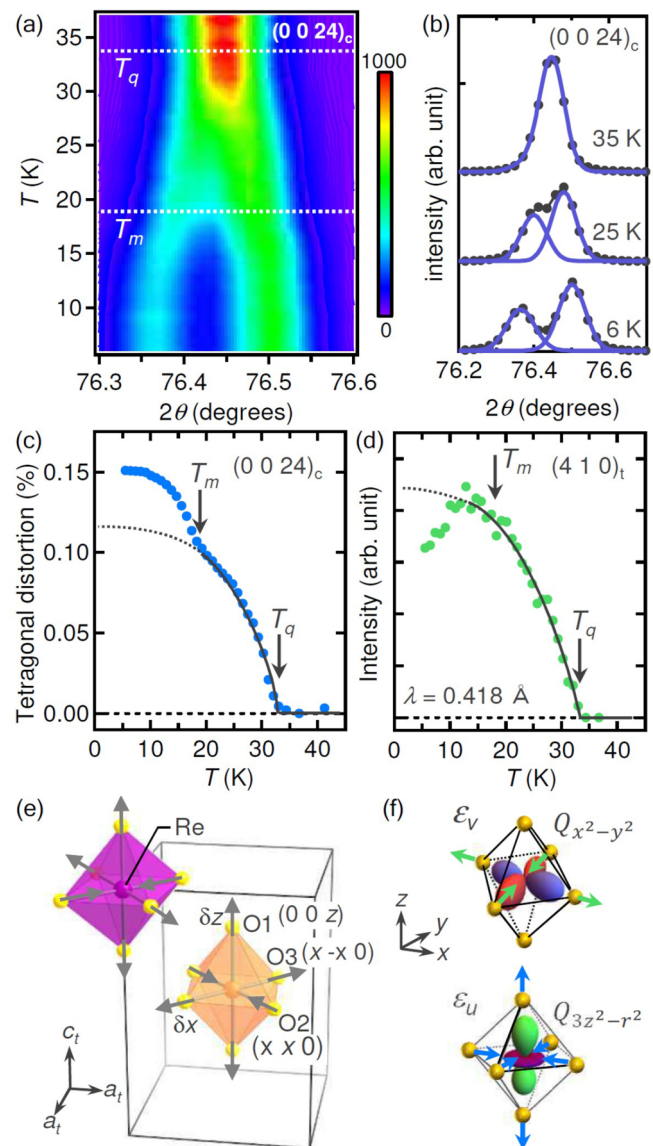 (a)
(0 0 24)c
Tq
Tm
T (K)
35
30
25
20
15
10
76.3
76.4
76.5
76.6
2θ (degrees)
1000
0
(b)
(0 0 24)c
35 K
25 K
6 K
intensity (arb. unit)
76.2
76.4
76.6
2θ (degrees)
(c)
(0 0 24)c
Tm
Tq
Tetragonal distortion (%)
0.15
0.10
0.05
0.00
0
10
20
30
40
T (K)
(d)
(4 1 0)t
Tm
Tq
λ = 0.418 Å
Intensity (arb. unit)
0
10
20
30
40
T (K)
(e)
Re
δz
O1 (0 0 z)
O3 (x -x 0)
δx
O2
(x x 0)
ct
at
at
(f)
εv
Qx²−y²
z
y
x
εu
Q3z²−r²